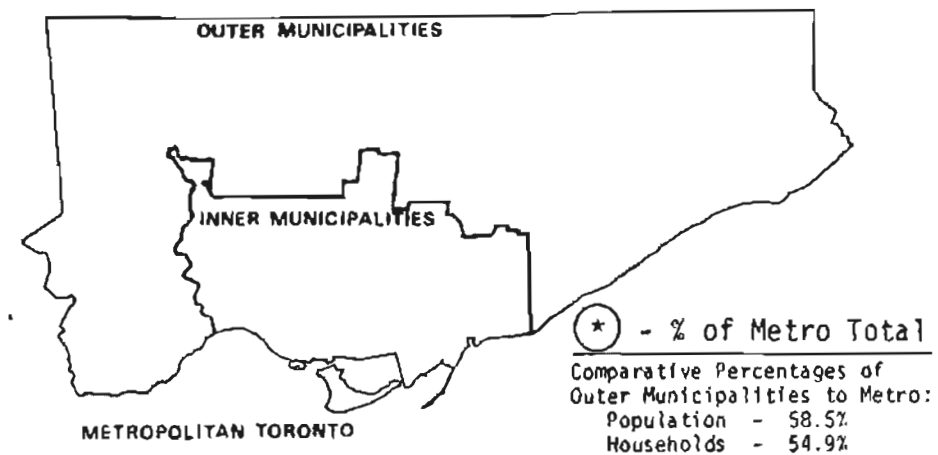 OUTER MUNICIPALITIES
INNER MUNICIPALITIES
* - % of Metro Total
Comparative Percentages of
Outer Municipalities to Metro:
Population - 58.5%
Households - 54.9%
METROPOLITAN TORONTO